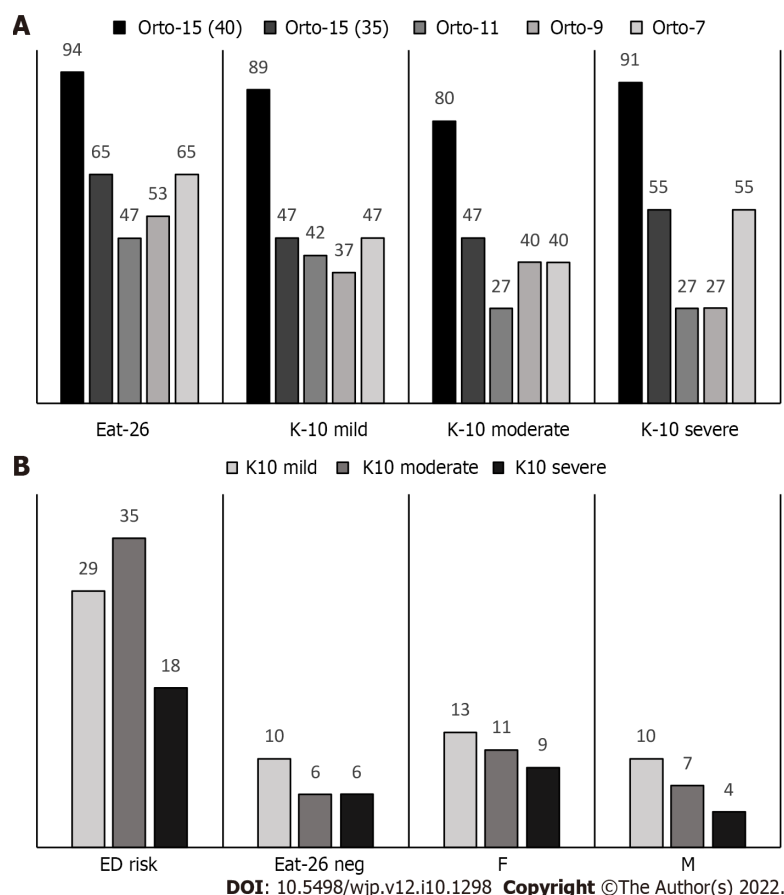 A
Orto-15 (40) Orto-15 (35) Orto-11 Orto-9 Orto-7
94 65 47 53 65
89 47 42 37 47
80 47 27 40 40
91 55 27 27 55
Eat-26 K-10 mild K-10 moderate K-10 severe
B
K10 mild K10 moderate K10 severe
29 35 18
10 6 6
13 11 9
10 7 4
ED risk Eat-26 neg F M
DOI: 10.5498/wjp.v12.i10.1298 Copyright ©The Author(s) 2022.